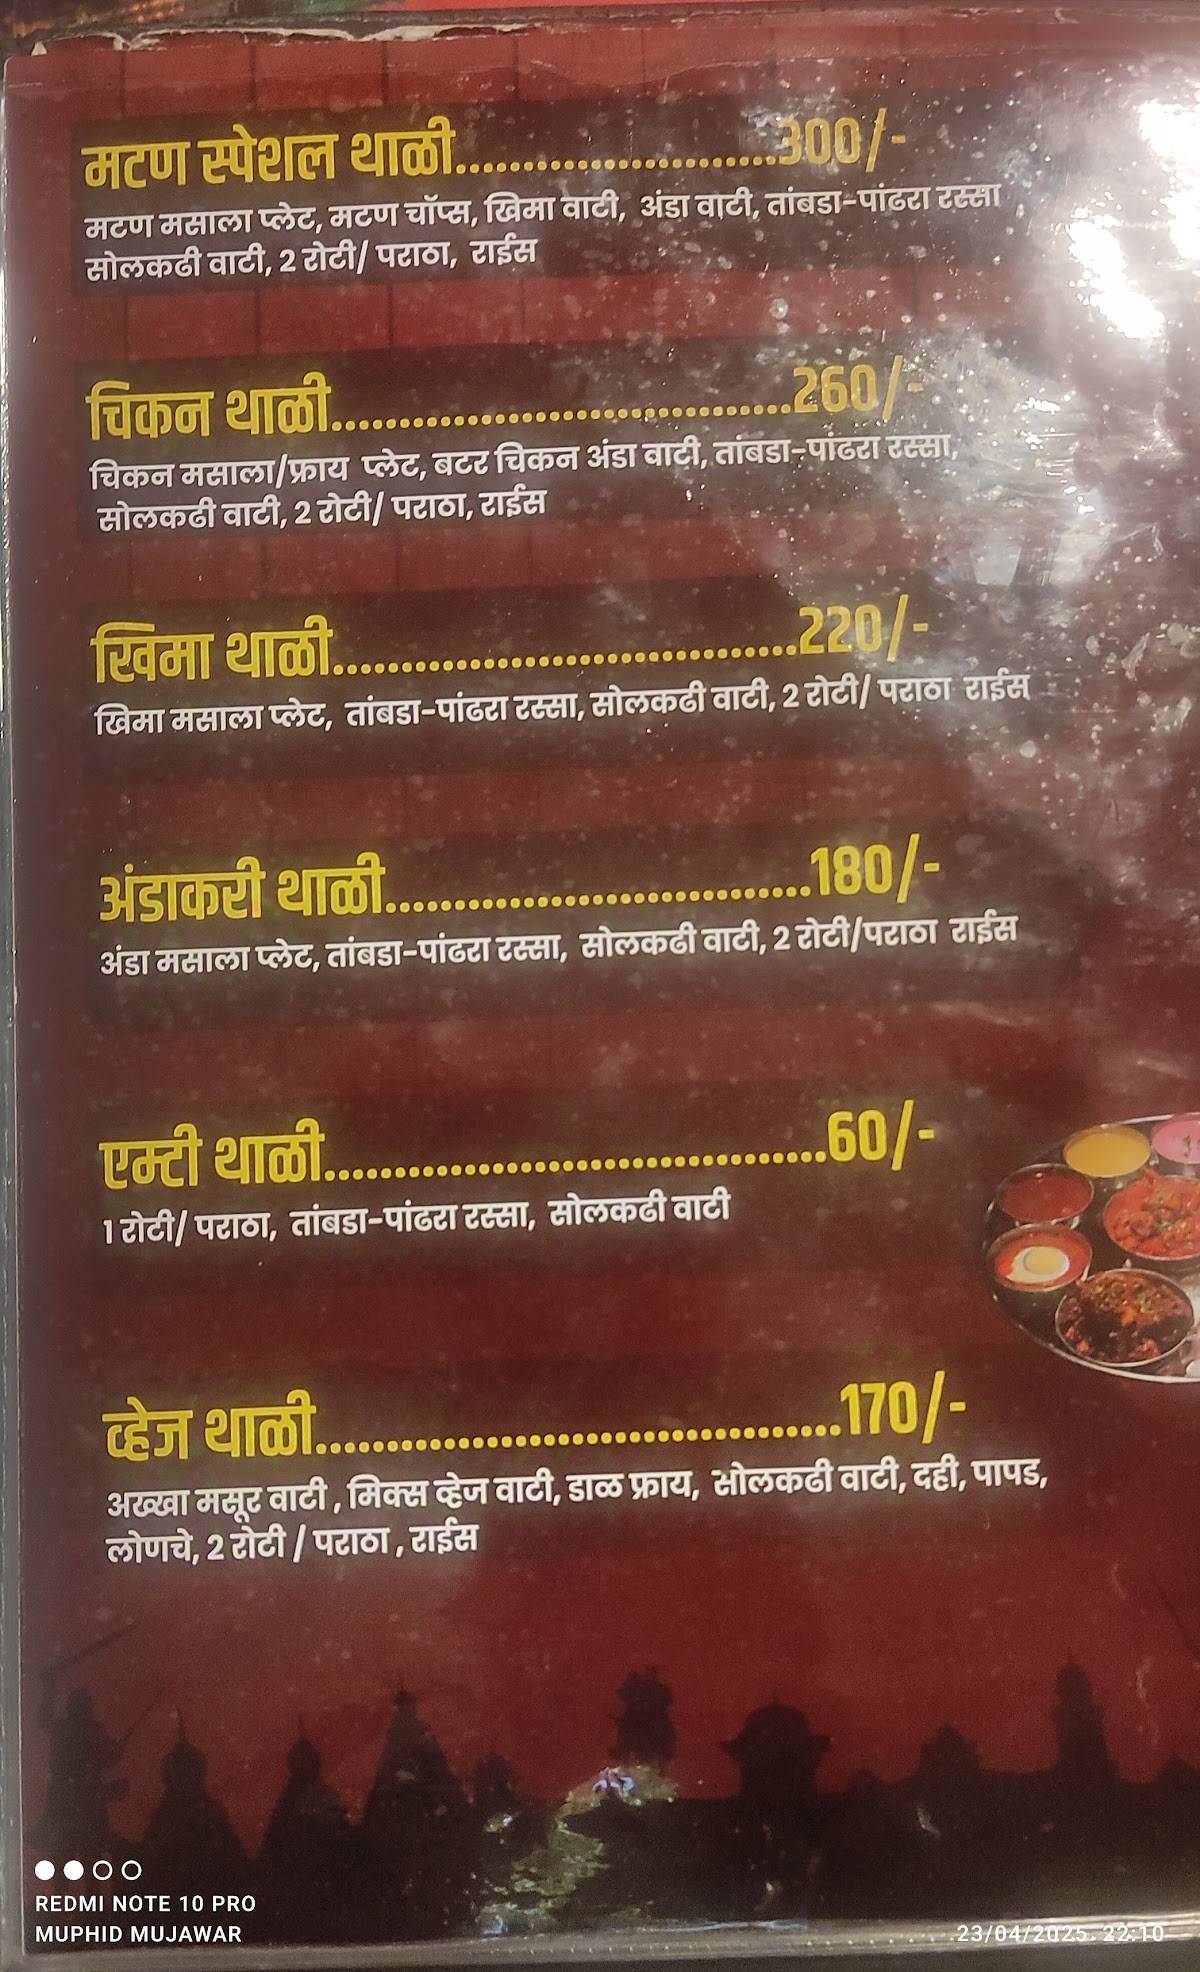 मटण स्पेशल थाळी........................300/-
मटण मसाला प्लेट, मटण चॉप्स, खिमा वाटी, अंडा वाटी, तांबडा-पांढरा रस्सा
सोलकढी वाटी, 2 रोटी/ पराठा, राईस
चिकन थाळी..................................260/-
चिकन मसाला/फ्राय प्लेट, बटर चिकन अंडा वाटी, तांबडा-पांढरा रस्सा,
सोलकढी वाटी, 2 रोटी/ पराठा, राईस
खिमा थाळी..................................220/-
खिमा मसाला प्लेट, तांबडा-पांढरा रस्सा, सोलकढी वाटी, 2 रोटी/ पराठा राईस
अंडाकरी थाळी...............................180/-
अंडा मसाला प्लेट, तांबडा-पांढरा रस्सा, सोलकढी वाटी, 2 रोटी/पराठा राईस
एम्टी थाळी.....................................60/-
1 रोटी/ पराठा, तांबडा-पांढरा रस्सा, सोलकढी वाटी
व्हेज थाळी.......................................170/-
अख्खा मसूर वाटी , मिक्स व्हेज वाटी, डाळ फ्राय, सोलकढी वाटी, दही, पापड,
लोणचे, 2 रोटी / पराठा , राईस
REDMI NOTE 10 PRO
MUPHID MUJAWAR
23/04/2025 22:10